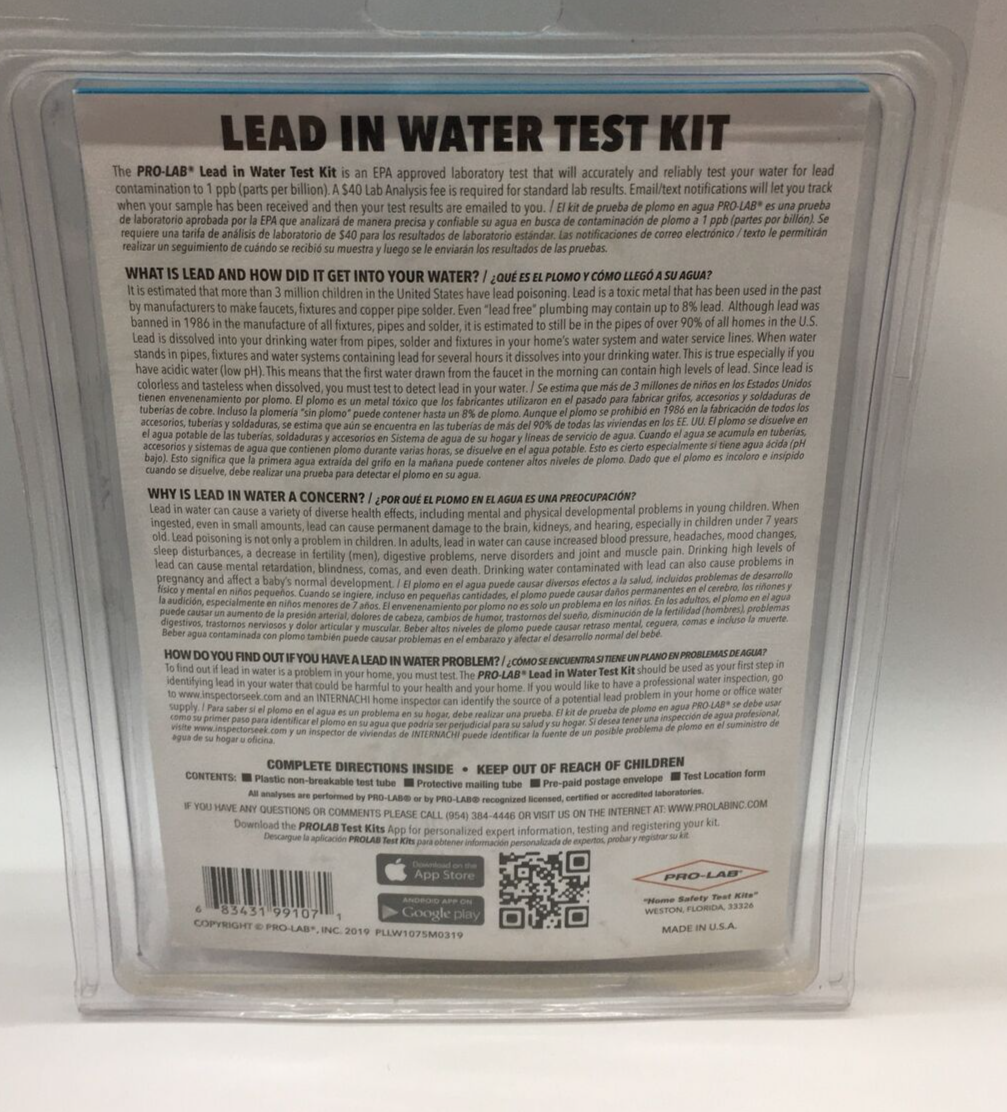 LEAD IN WATER TEST KIT
The PRO-LAB® Lead in Water Test Kit is an EPA approved laboratory test that will accurately and reliably test your water for lead
contamination to 1 ppb (parts per billion). A $40 Lab Analysis fee is required for standard lab results. Email/text notifications will let you track
when your sample has been received and then your test results are emailed to you. / El kit de prueba de plomo en agua PRO-LAB® es una prueba
de laboratorio aprobada por la EPA que analizará de manera precisa y confiable su agua en busca de contaminación de plomo a 1 ppb (partes por billón). Se
requiere una tarifa de análisis de laboratorio de $40 para los resultados de laboratorio estándar. Las notificaciones de correo electrónico / texto le permitirán
realizar un seguimiento de cuándo se recibió su muestra y luego se le enviarán los resultados de las pruebas.
WHAT IS LEAD AND HOW DID IT GET INTO YOUR WATER? / ¿QUÉ ES EL PLOMO Y CÓMO LLEGÓ A SU AGUA?
It is estimated that more than 3 million children in the United States have lead poisoning. Lead is a toxic metal that has been used in the past
by manufacturers to make faucets, fixtures and copper pipe solder. Even "lead free" plumbing may contain up to 8% lead. Although lead was
banned in 1986 in the manufacture of all fixtures, pipes and solder, it is estimated to still be in the pipes of over 90% of all homes in the U.S.
Lead is dissolved into your drinking water from pipes, solder and fixtures in your home's water system and water service lines. When water
stands in pipes, fixtures and water systems containing lead for several hours it dissolves into your drinking water. This is true especially if you
have acidic water (low pH). This means that the first water drawn from the faucet in the morning can contain high levels of lead. Since lead is
colorless and tasteless when dissolved, you must test to detect lead in your water. / Se estima que más de 3 millones de niños en los Estados Unidos
tienen envenenamiento por plomo. El plomo es un metal tóxico que los fabricantes utilizaron en el pasado para fabricar grifos, accesorios y soldaduras de
tuberías de cobre. Incluso la plomería "sin plomo" puede contener hasta un 8% de plomo. Aunque el plomo se prohibió en 1986 en la fabricación de todos los
accesorios, tuberías y soldaduras, se estima que aún se encuentra en las tuberías de más del 90% de todas las viviendas en los EE. UU. El plomo se disuelve en
el agua potable de las tuberías, soldaduras y accesorios en Sistema de agua de su hogar y líneas de servicio de agua. Cuando el agua se acumula en tuberías,
accesorios y sistemas de agua que contienen plomo durante varias horas, se disuelve en el agua potable. Esto es cierto especialmente si tiene agua ácida (pH
bajo). Esto significa que la primera agua extraída del grifo en la mañana puede contener altos niveles de plomo. Dado que el plomo es incoloro e insípido
cuando se disuelve, debe realizar una prueba para detectar el plomo en su agua.
WHY IS LEAD IN WATER A CONCERN? / ¿POR QUÉ EL PLOMO EN EL AGUA ES UNA PREOCUPACIÓN?
Lead in water can cause a variety of diverse health effects, including mental and physical developmental problems in young children. When
ingested, even in small amounts, lead can cause permanent damage to the brain, kidneys, and hearing, especially in children under 7 years
old. Lead poisoning is not only a problem in children. In adults, lead in water can cause increased blood pressure, headaches, mood changes,
sleep disturbances, a decrease in fertility (men), digestive problems, nerve disorders and joint and muscle pain. Drinking high levels of
lead can cause mental retardation, blindness, comas, and even death. Drinking water contaminated with lead can also cause problems in
pregnancy and affect a baby's normal development. / El plomo en el agua puede causar diversos efectos a la salud, incluidos problemas de desarrollo
físico y mental en niños pequeños. Cuando se ingiere, incluso en pequeñas cantidades, el plomo puede causar daños permanentes en el cerebro, los riñones y
la audición, especialmente en niños menores de 7 años. El envenenamiento por plomo no es solo un problema en los niños. En los adultos, el plomo en el agua
puede causar un aumento de la presión arterial, dolores de cabeza, cambios de humor, trastornos del sueño, disminución de la fertilidad (hombres), problemas
digestivos, trastornos nerviosos y dolor articular y muscular. Beber altos niveles de plomo puede causar retraso mental, ceguera, comas e incluso la muerte.
Beber agua contaminada con plomo también puede causar problemas en el embarazo y afectar el desarrollo normal del bebé.
HOW DO YOU FIND OUT IF YOU HAVE A LEAD IN WATER PROBLEM? / ¿CÓMO SE ENCUENTRA SI TIENE UN PLANO EN PROBLEMAS DE AGUA?
To find out if lead in water is a problem in your home, you must test. The PRO-LAB® Lead in Water Test Kit should be used as your first step in
identifying lead in your water that could be harmful to your health and your home. If you would like to have a professional water inspection, go
to www.inspectorseek.com and an INTERNACHI home inspector can identify the source of a potential lead problem in your home or office water
supply. / Para saber si el plomo en el agua es un problema en su hogar, debe realizar una prueba. El kit de prueba de plomo en agua PRO-LAB® se debe usar
como su primer paso para identificar el plomo en su agua que podría ser perjudicial para su salud y su hogar. Si desea tener una inspección de agua profesional,
visite www.inspectorseek.com y un inspector de viviendas de INTERNACHI puede identificar la fuente de un posible problema de plomo en el suministro de
agua de su hogar u oficina.
COMPLETE DIRECTIONS INSIDE • KEEP OUT OF REACH OF CHILDREN
CONTENTS: ■ Plastic non-breakable test tube ■ Protective mailing tube ■ Pre-paid postage envelope ■ Test Location form
All analyses are performed by PRO-LAB® or by PRO-LAB® recognized licensed, certified or accredited laboratories.
IF YOU HAVE ANY QUESTIONS OR COMMENTS PLEASE CALL (954) 384-4446 OR VISIT US ON THE INTERNET AT: WWW.PROLABINC.COM
Download the PROLAB Test Kits App for personalized expert information, testing and registering your kit.
Descargue la aplicación PROLAB Test Kits para obtener información personalizada de expertos, probar y registrar su kit.
Download on the
App Store
ANDROID APP ON
Google play
6 83431 99107 1
COPYRIGHT © PRO-LAB®, INC. 2019 PLLW1075M0319
PRO-LAB®
"Home Safety Test Kits"
WESTON, FLORIDA, 33326
MADE IN U.S.A.